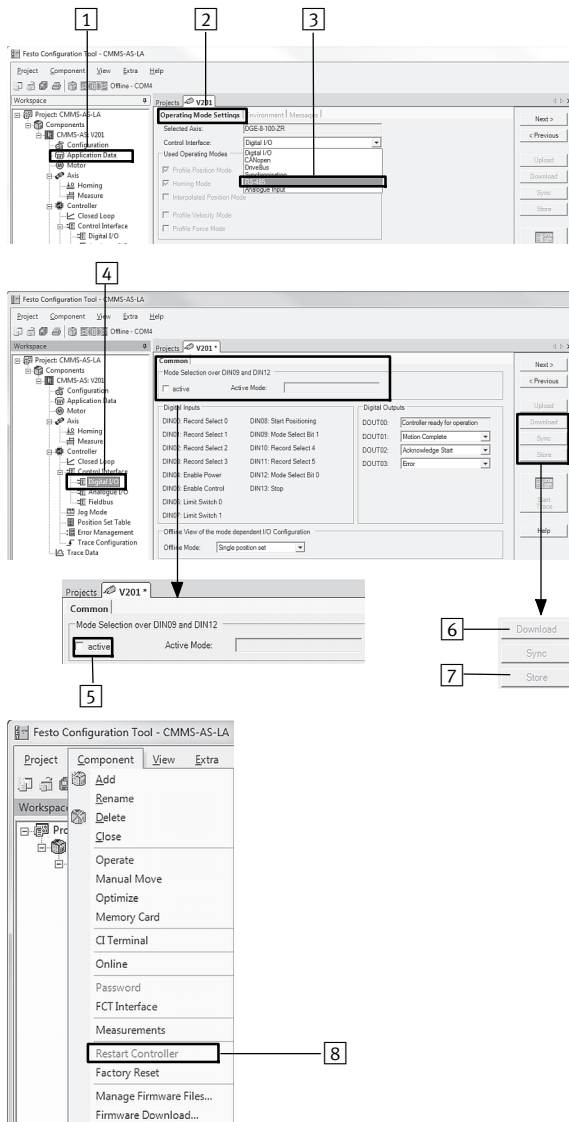 1
2
3
Festo Configuration Tool - CMMS-AS-LA
Project Component View Extra Help
Offline - COM4
Workspace
Projects V201
Project: CMMS-AS-LA
Components
CMMS-AS: V201
Configuration
Application Data
Motor
Axis
Homing
Measure
Controller
Closed Loop
Control Interface
Digital I/O
Operating Mode Settings Environment Messages
Selected Axis: DGE-8-100-ZR
Control Interface: Digital I/O
Used Operating Modes
Digital I/O
CANopen
DriveBus
Synchronisation
RS485
Analogue Input
Profile Position Mode
Homing Mode
Interpolated Position Mode
Profile Velocity Mode
Profile Force Mode
Next >
< Previous
Upload
Download
Sync
Store
4
Festo Configuration Tool - CMMS-AS-LA
Project Component View Extra Help
Offline - COM4
Workspace
Projects V201 *
Project: CMMS-AS-LA
Components
CMMS-AS: V201
Configuration
Application Data
Motor
Axis
Homing
Measure
Controller
Closed Loop
Control Interface
Digital I/O
Analogue I/O
Fieldbus
Jog Mode
Position Set Table
Error Management
Trace Configuration
Trace Data
Common
Mode Selection over DIN09 and DIN12
active Active Mode:
Digital Inputs
DIN00: Record Select 0 DIN08: Start Positioning
DIN01: Record Select 1 DIN09: Mode Select Bit 1
DIN02: Record Select 2 DIN10: Record Select 4
DIN03: Record Select 3 DIN11: Record Select 5
DIN04: Enable Power DIN12: Mode Select Bit 0
DIN05: Enable Control DIN13: Stop
DIN06: Limit Switch 0
DIN07: Limit Switch 1
Digital Outputs
DOUT00: Controller ready for operation
DOUT01: Motion Complete
DOUT02: Acknowledge Start
DOUT03: Error
Offline View of the mode dependent I/O Configuration
Offline Mode: Single position set
Next >
< Previous
Upload
Download
Sync
Store
Start Trace
Help
Projects V201 *
Common
Mode Selection over DIN09 and DIN12
active Active Mode:
5
6
Download
Sync
7
Store
Festo Configuration Tool - CMMS-AS-LA
Project Component View Extra
Workspace
Pro
Add
Rename
Delete
Close
Operate
Manual Move
Optimize
Memory Card
CI Terminal
Online
Password
FCT Interface
Measurements
Restart Controller
8
Factory Reset
Manage Firmware Files...
Firmware Download...